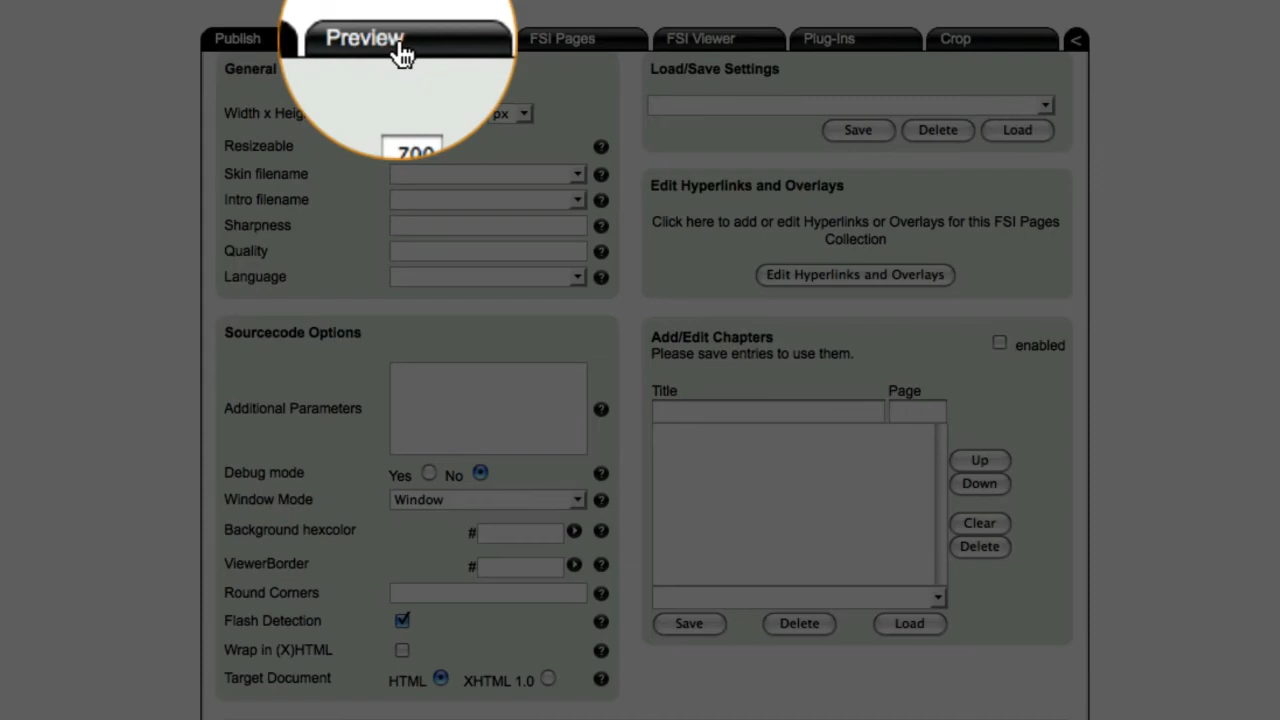 Publish
Preview
FSI Pages
FSI Viewer
Plug-Ins
Crop
<
General
Width x Heig
px
700
Resizeable
?
Skin filename
?
Intro filename
?
Sharpness
?
Quality
?
Language
?
Load/Save Settings
Save Delete Load
Edit Hyperlinks and Overlays
Click here to add or edit Hyperlinks or Overlays for this FSI Pages
Collection
Edit Hyperlinks and Overlays
Sourcecode Options
Additional Parameters
?
Debug mode Yes No ?
Window Mode Window ?
Background hexcolor # ?
ViewerBorder # ?
Round Corners ?
Flash Detection ?
Wrap in (X)HTML ?
Target Document HTML XHTML 1.0 ?
Add/Edit Chapters
enabled
Please save entries to use them.
Title Page
Up
Down
Clear
Delete
Save Delete Load